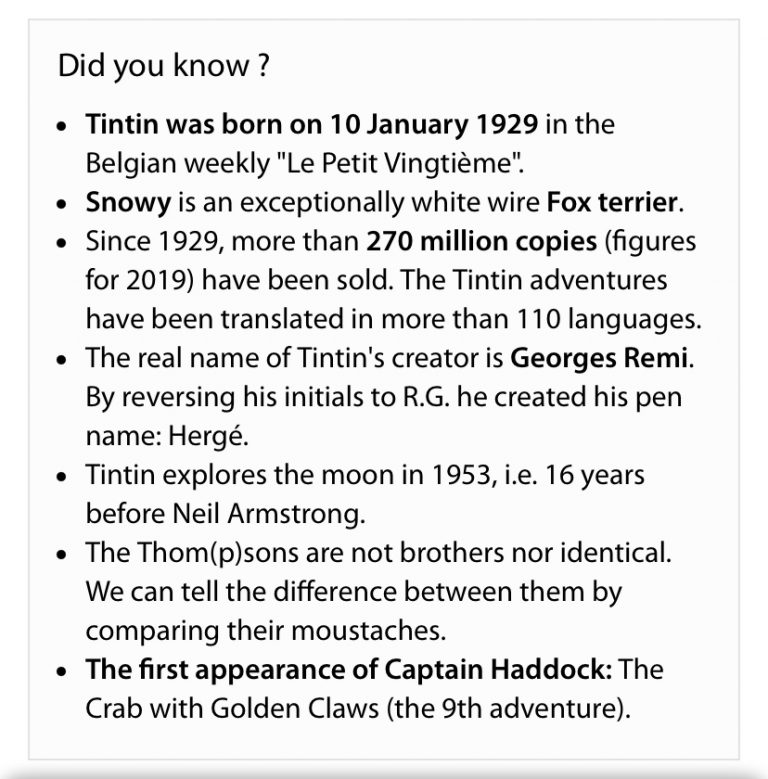 Did you know ?
• Tintin was born on 10 January 1929 in the
Belgian weekly "Le Petit Vingtième".
• Snowy is an exceptionally white wire Fox terrier.
• Since 1929, more than 270 million copies (figures
for 2019) have been sold. The Tintin adventures
have been translated in more than 110 languages.
• The real name of Tintin's creator is Georges Remi.
By reversing his initials to R.G. he created his pen
name: Hergé.
• Tintin explores the moon in 1953, i.e. 16 years
before Neil Armstrong.
• The Thom(p)sons are not brothers nor identical.
We can tell the difference between them by
comparing their moustaches.
• The first appearance of Captain Haddock: The
Crab with Golden Claws (the 9th adventure).